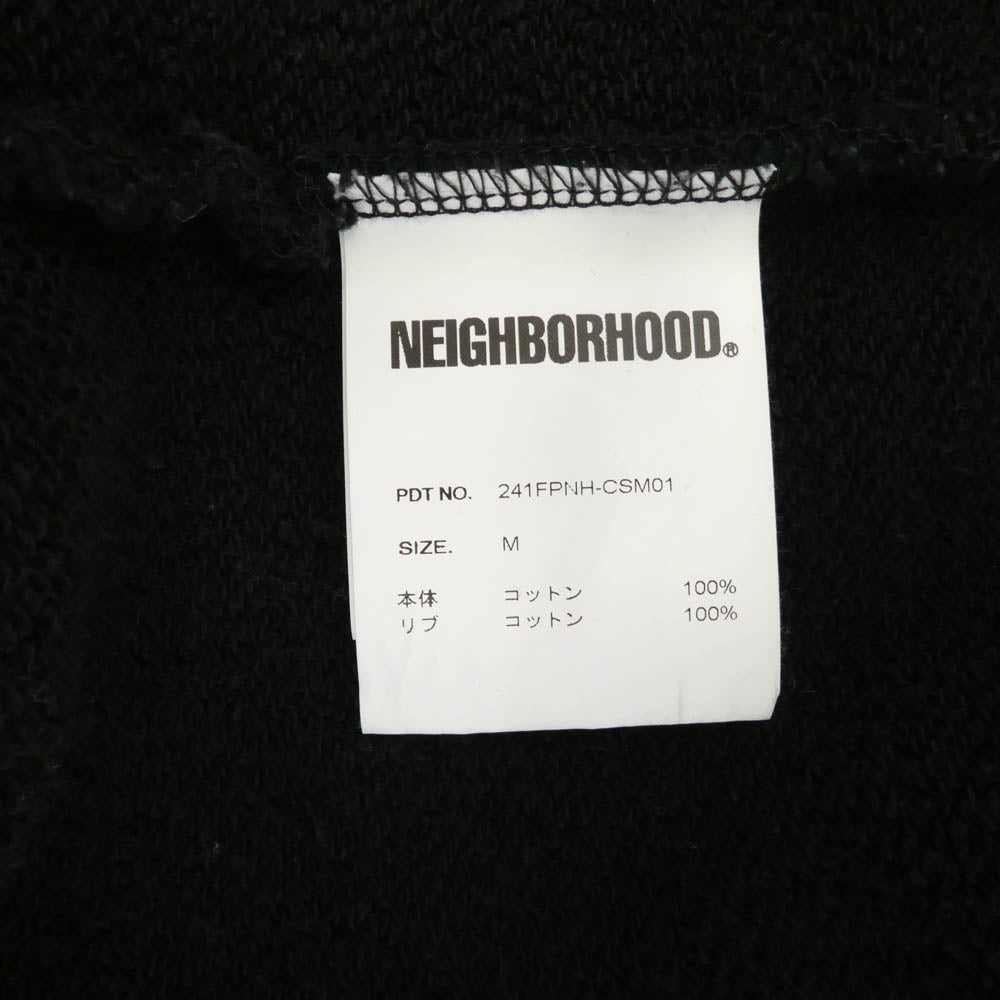 NEIGHBORHOOD®
PDT NO. 241FPNH-CSM01
SIZE. M
本体 コットン 100%
リブ コットン 100%